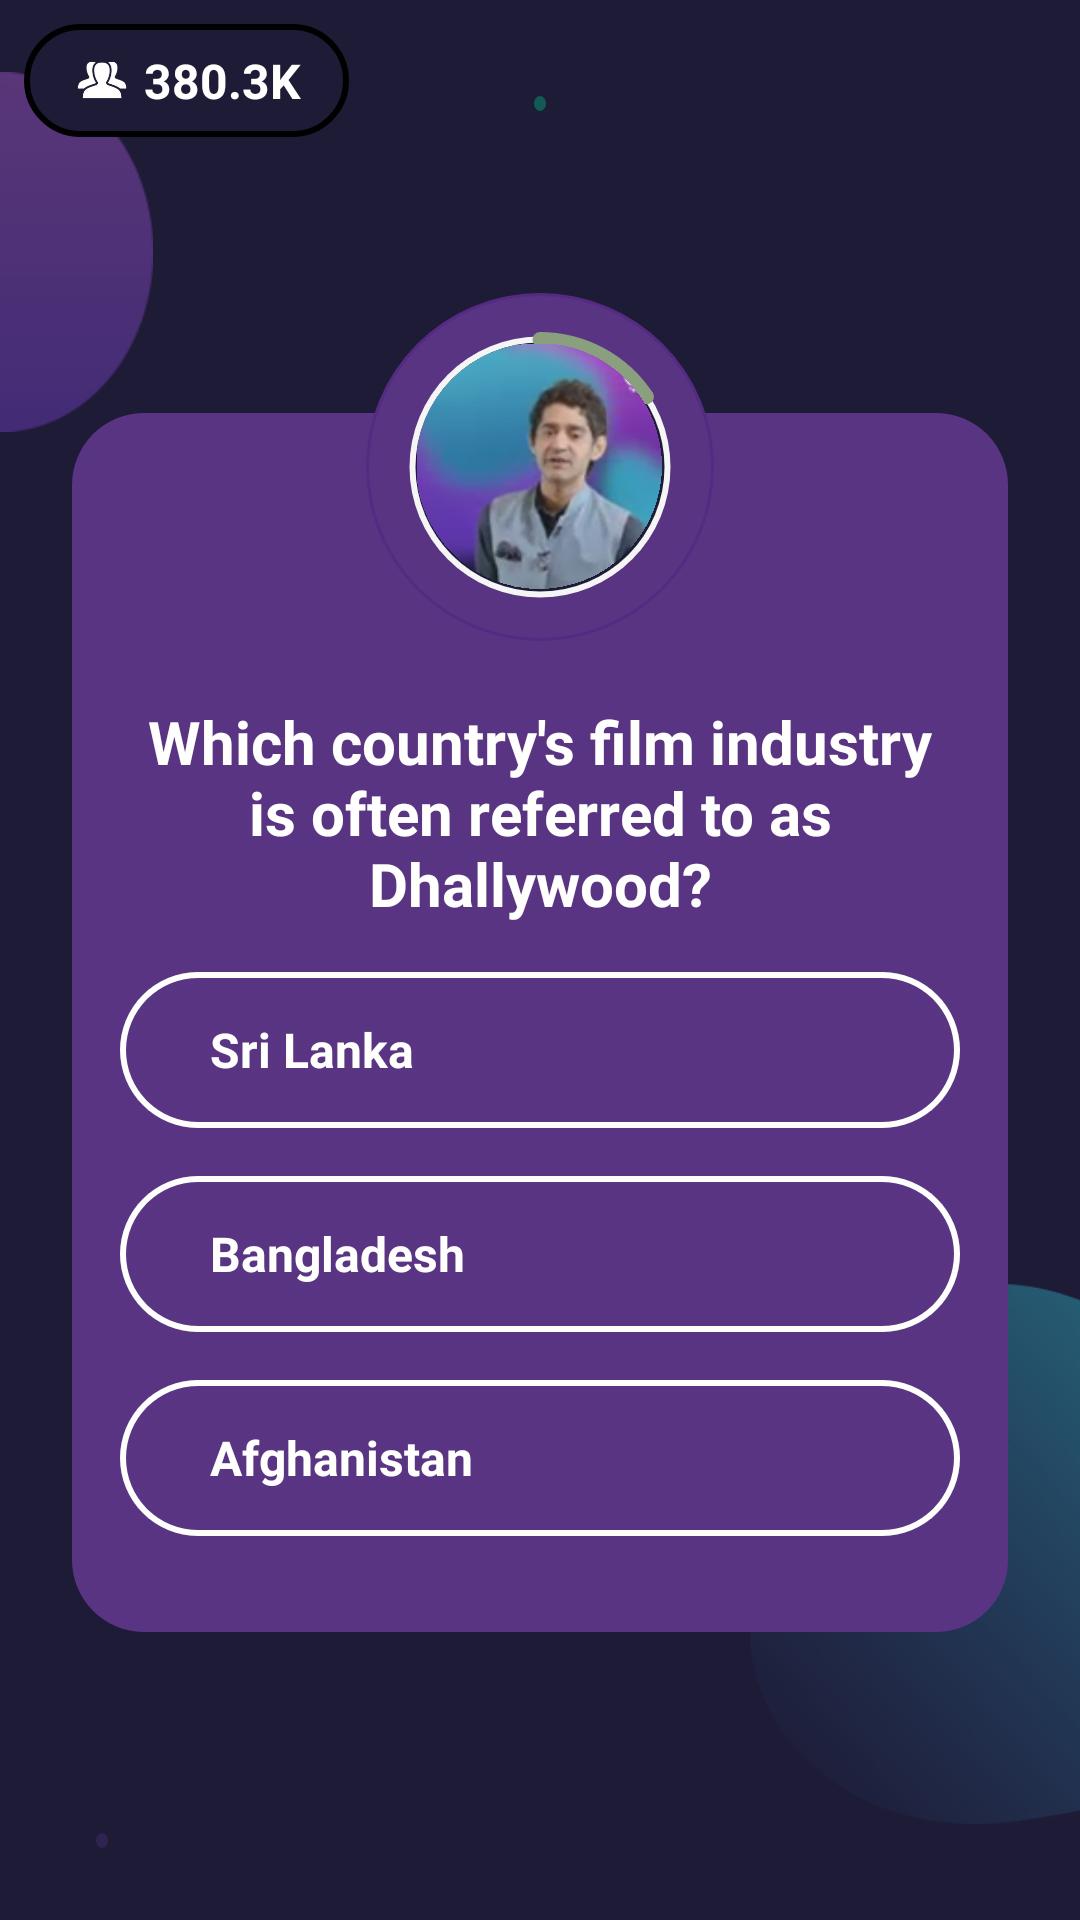 380.3K
Which country's film industry
is often referred to as
Dhallywood?
Sri Lanka
Bangladesh
Afghanistan